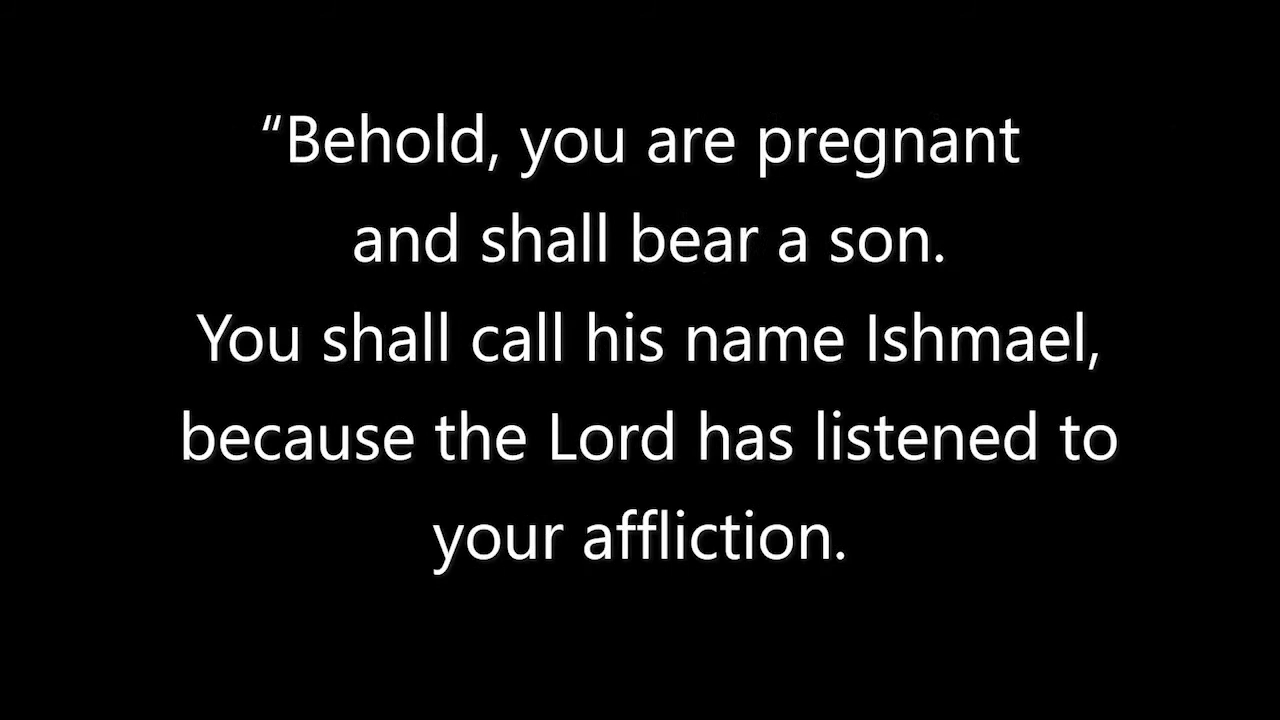 “Behold, you are pregnant
and shall bear a son.
You shall call his name Ishmael,
because the Lord has listened to
your affliction.